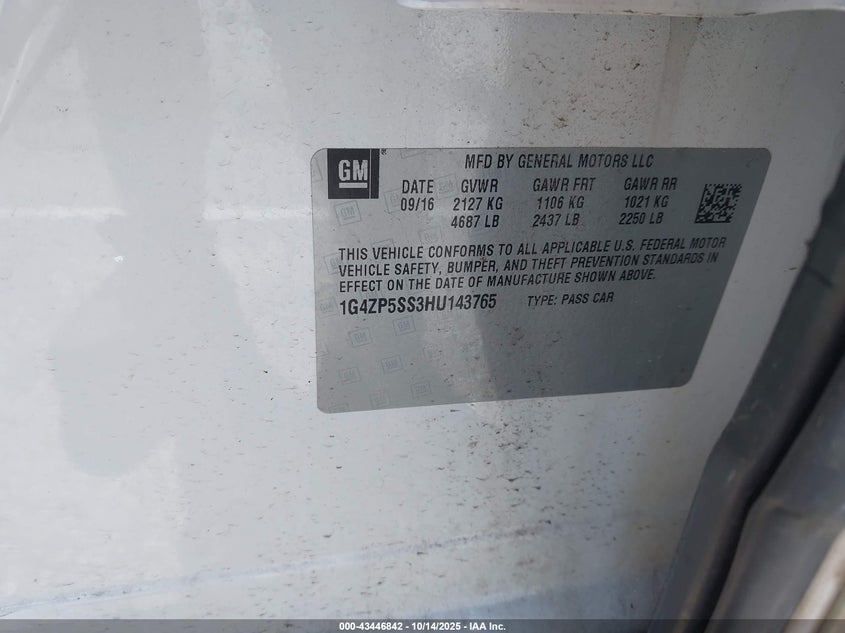 GM
MFD BY GENERAL MOTORS LLC
DATE GVWR GAWR FRT GAWR RR
09/16 2127 KG 1106 KG 1021 KG
4687 LB 2437 LB 2250 LB
THIS VEHICLE CONFORMS TO ALL APPLICABLE U.S. FEDERAL MOTOR
VEHICLE SAFETY, BUMPER, AND THEFT PREVENTION STANDARDS IN
EFFECT ON THE DATE OF MANUFACTURE SHOWN ABOVE.
1G4ZP5SS3HU143765 TYPE: PASS CAR
000-43446842 - 10/14/2025 - IAA Inc.